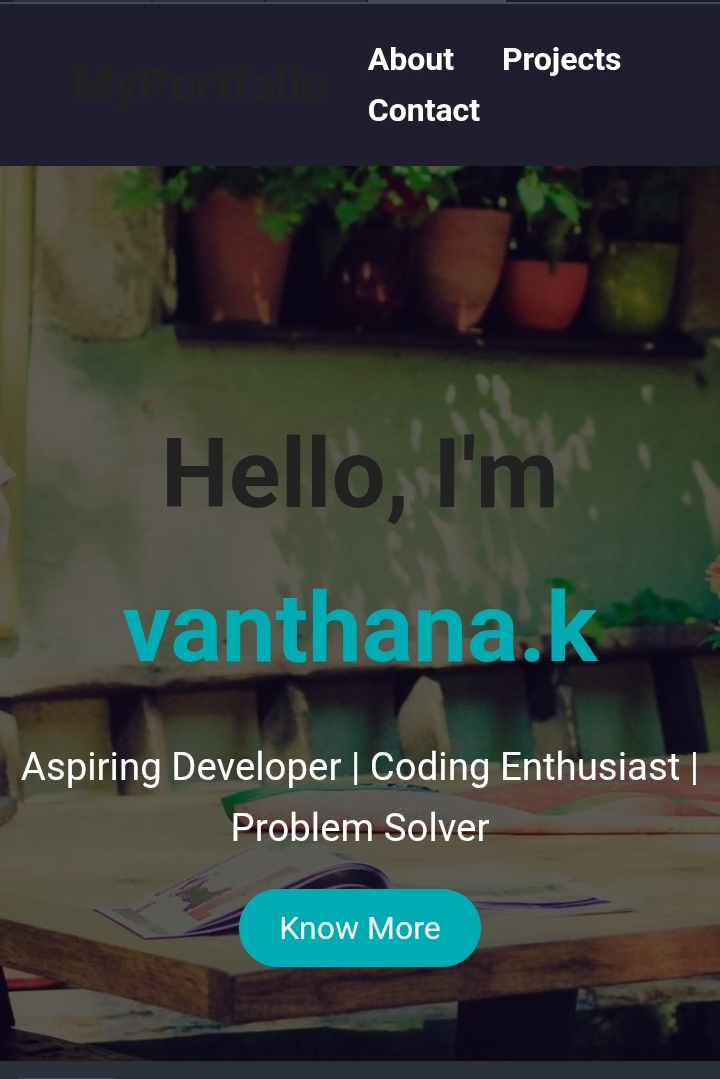 MyPortfolio
About Projects
Contact
Hello, I'm
vanthana.k
Aspiring Developer | Coding Enthusiast |
Problem Solver
Know More